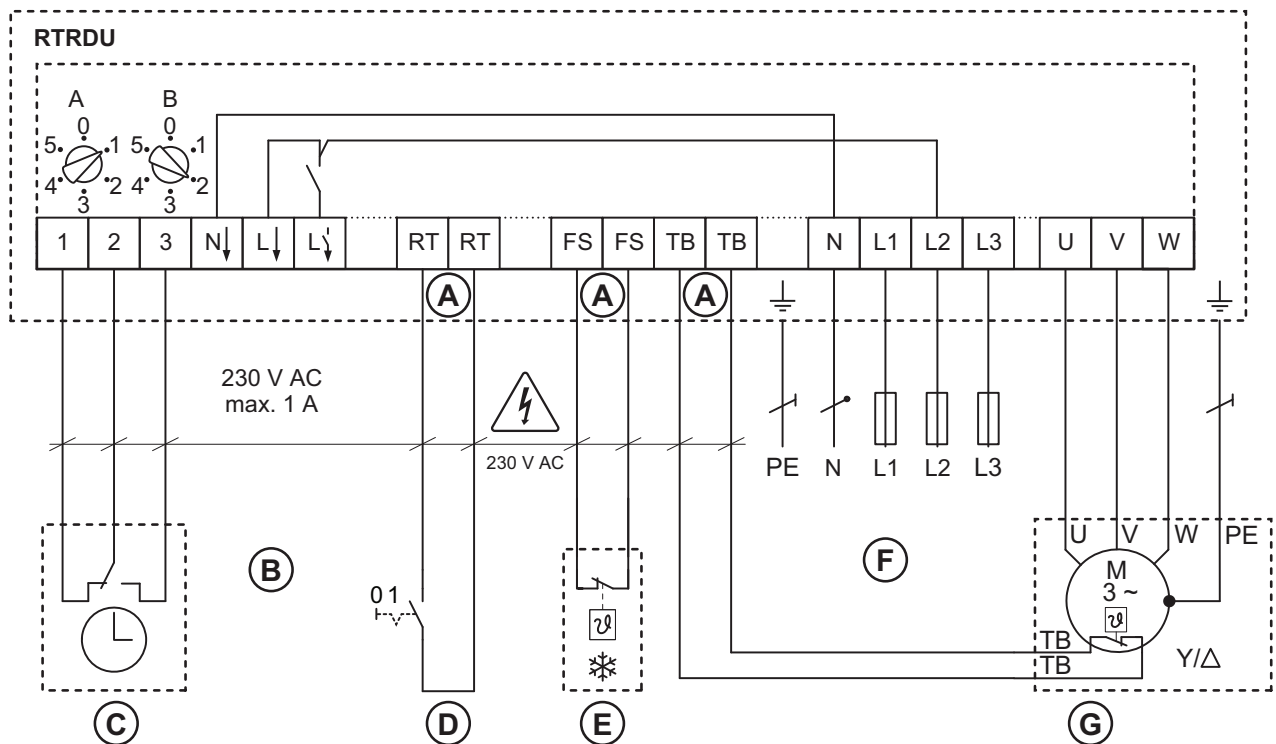 RTRDU
A B
0 0
5 1 5 1
4 2 4 2
3 3
1 2 3 N L L RT RT FS FS TB TB N L1 L2 L3 U V W
A A A
230 V AC
max. 1 A
230 V AC
PE N L1 L2 L3
U V W PE
B F
M
3 ~
0 1
ϑ ϑ
TB
TB
Y/△
C D E G